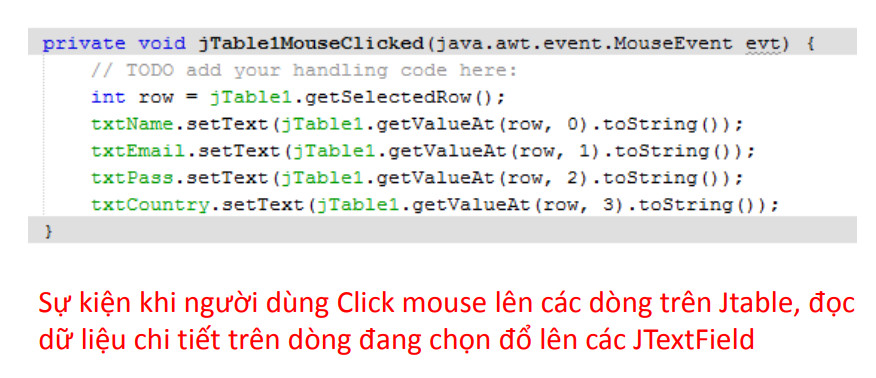 private void jTable1MouseClicked(java.awt.event.MouseEvent evt) {
// TODO add your handling code here:
int row = jTable1.getSelectedRow();
txtName.setText(jTable1.getValueAt(row, 0).toString());
txtEmail.setText(jTable1.getValueAt(row, 1).toString());
txtPass.setText(jTable1.getValueAt(row, 2).toString());
txtCountry.setText(jTable1.getValueAt(row, 3).toString());
}
Sự kiện khi người dùng Click mouse lên các dòng trên Jtable, đọc
dữ liệu chi tiết trên dòng đang chọn đổ lên các JTextField